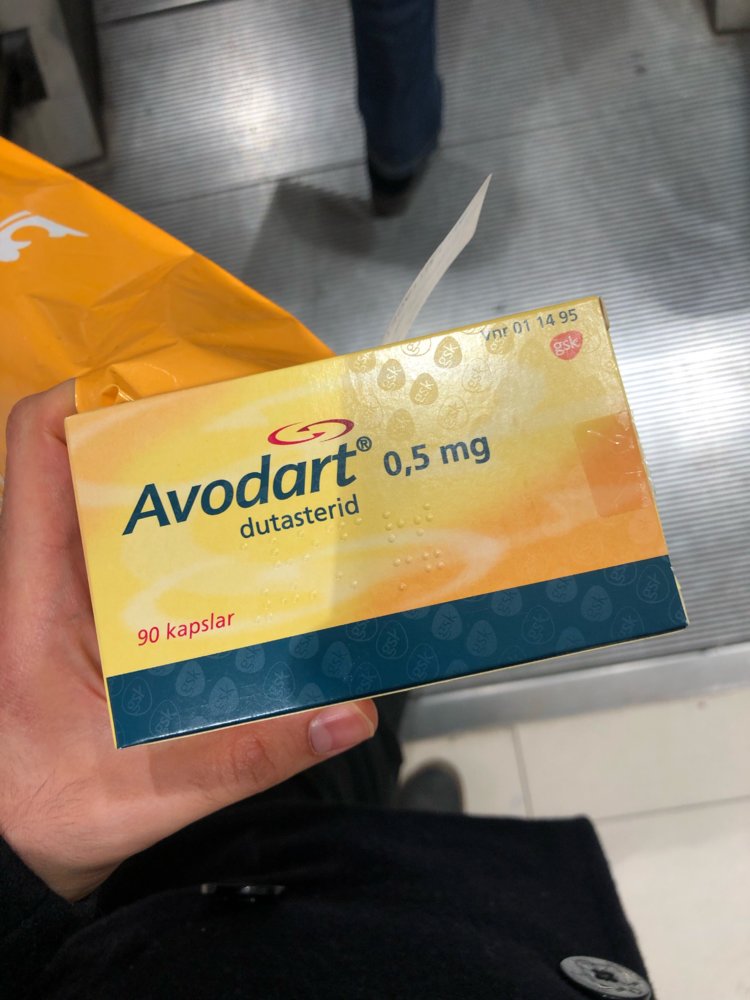 vnr 01 14 95
gsk
Avodart® 0,5 mg
dutasterid
90 kapslar